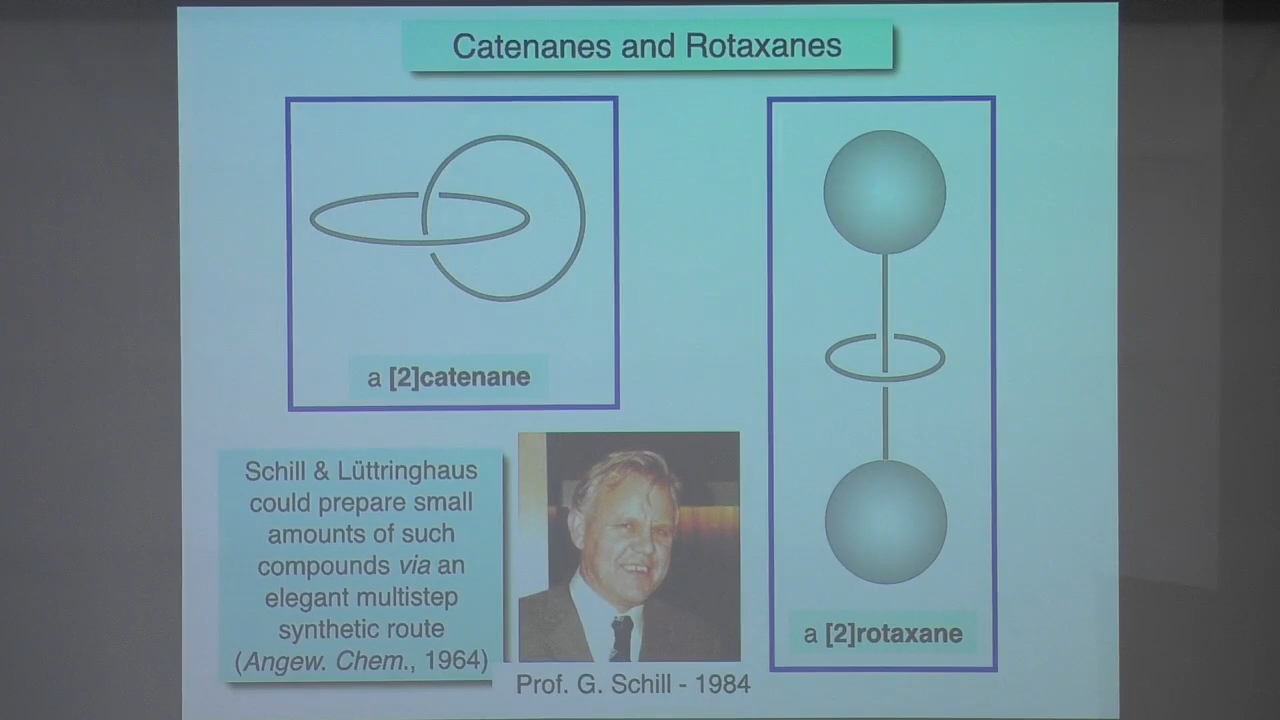 Catenanes and Rotaxanes
a [2]catenane
Schill & Lüttringhaus
could prepare small
amounts of such
compounds via an
elegant multistep
synthetic route
(Angew. Chem., 1964)
Prof. G. Schill - 1984
a [2]rotaxane